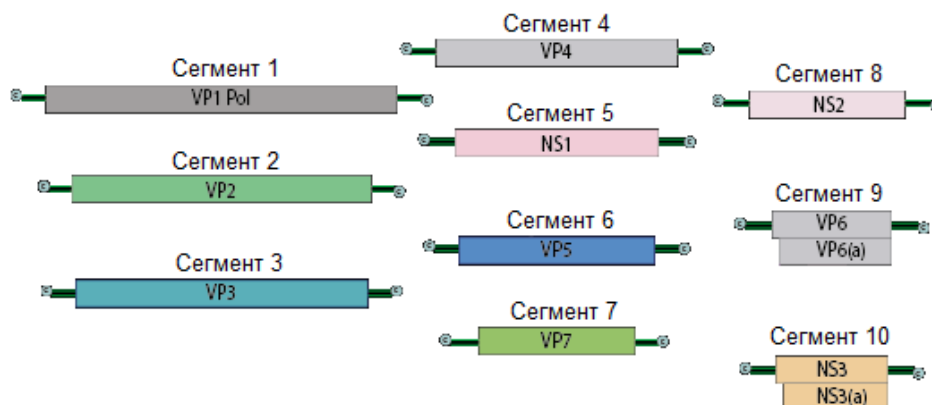 Сегмент 1
VP1 Pol
Сегмент 2
VP2
Сегмент 3
VP3
Сегмент 4
VP4
Сегмент 5
NS1
Сегмент 6
VP5
Сегмент 7
VP7
Сегмент 8
NS2
Сегмент 9
VP6
VP6(a)
Сегмент 10
NS3
NS3(a)